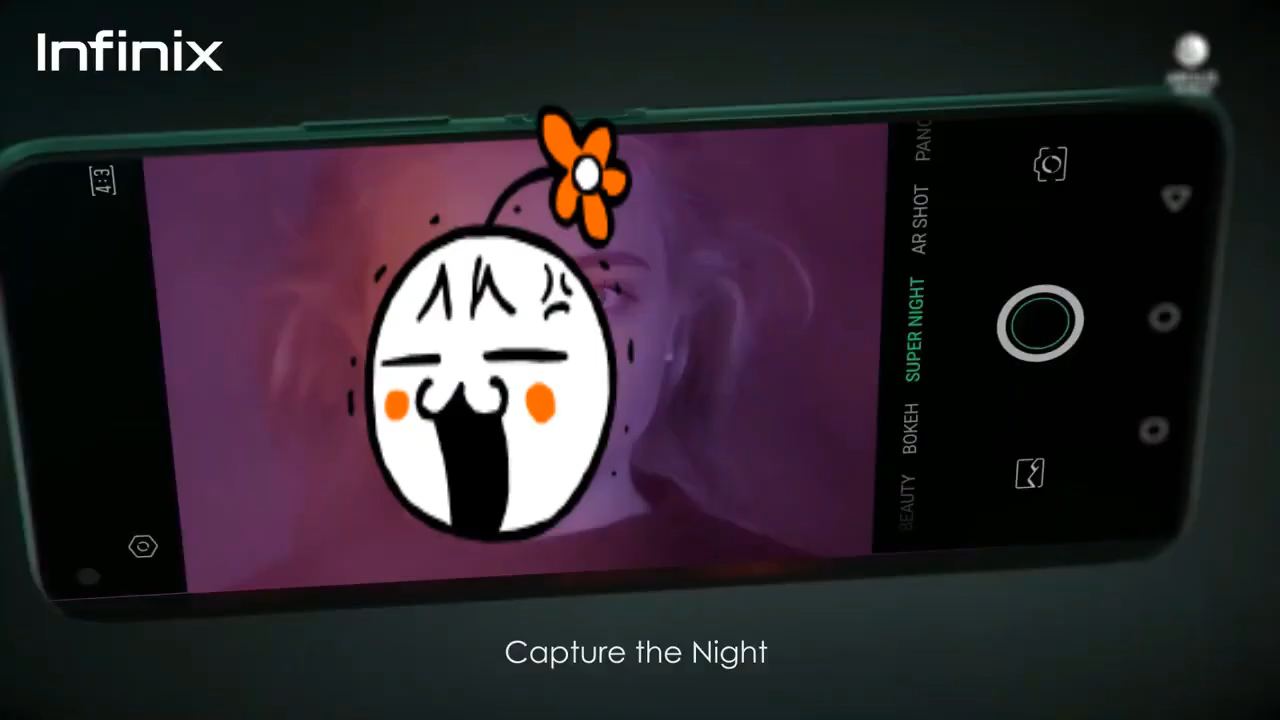 Infinix
4:3
PANO
AR SHOT
SUPER NIGHT
BOKEH
BEAUTY
Capture the Night